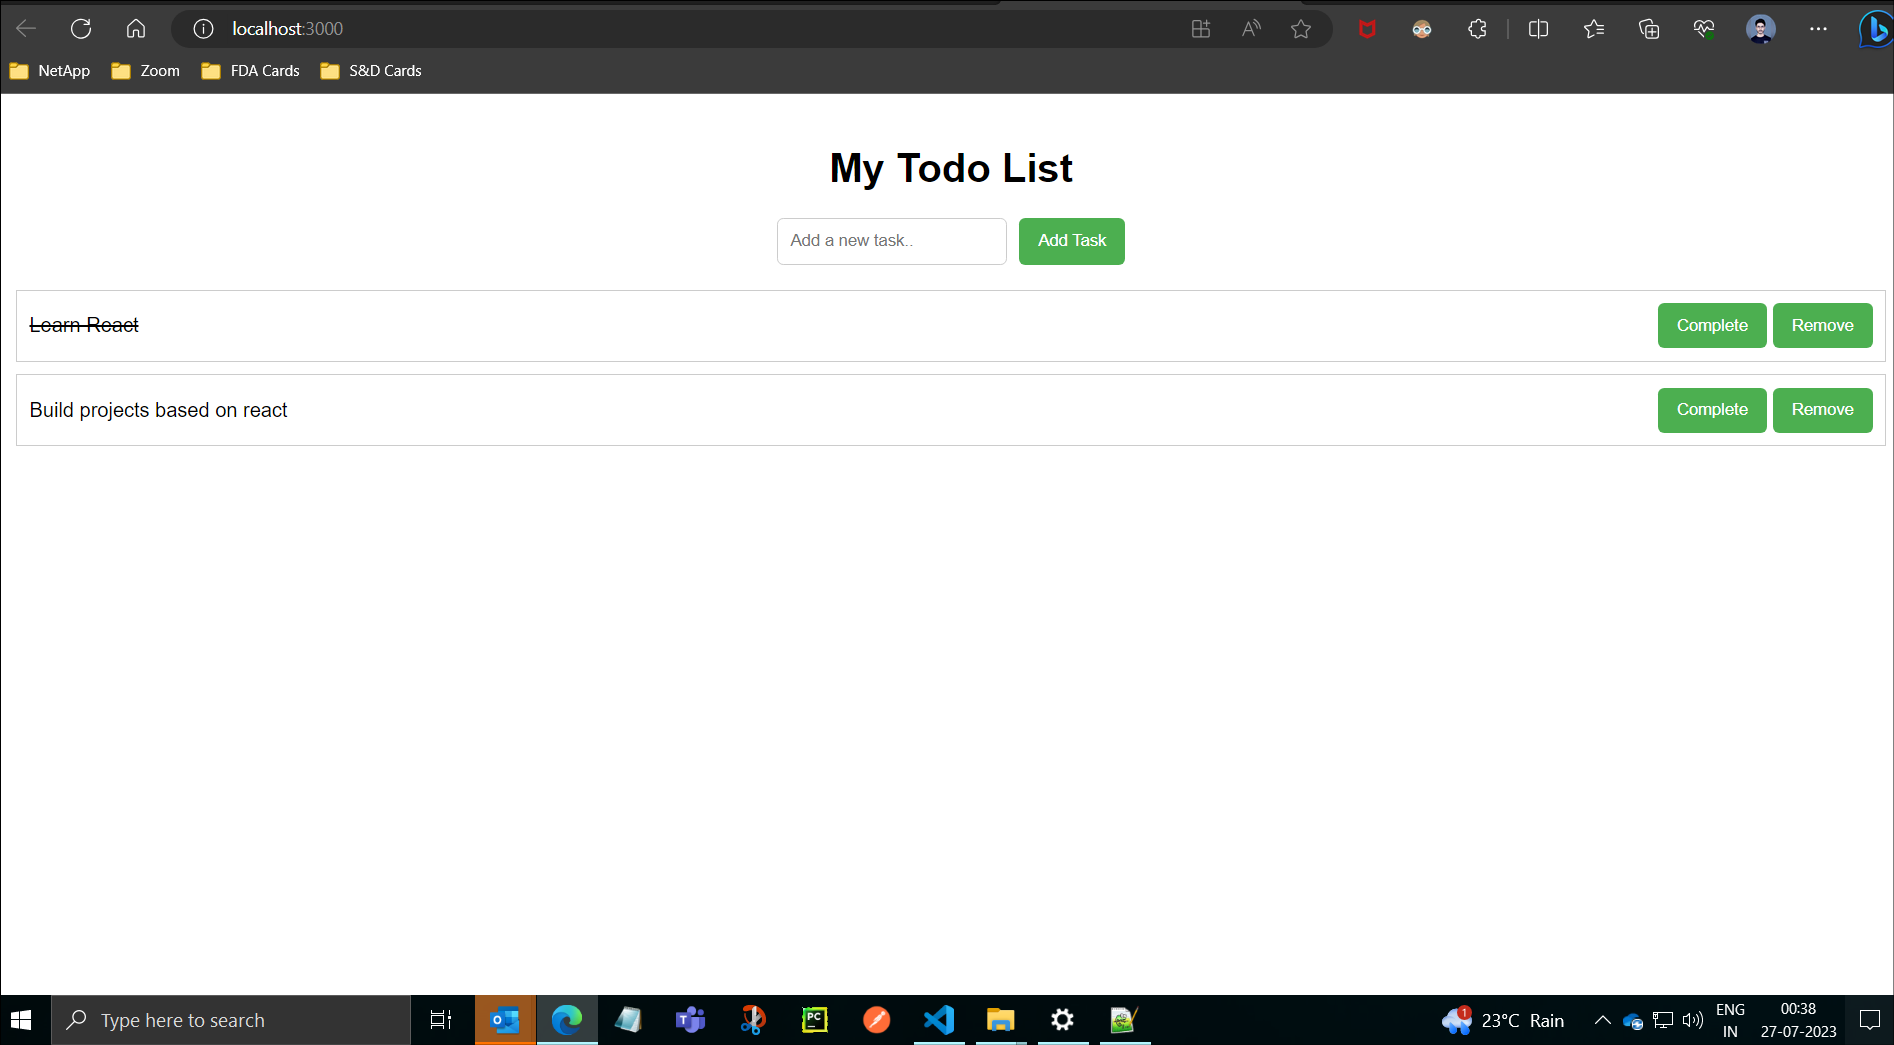 localhost:3000
NetApp Zoom FDA Cards S&D Cards
My Todo List
Add a new task.. Add Task
Learn React Complete Remove
Build projects based on react Complete Remove
Type here to search
1 23°C Rain
ENG 00:38
IN 27-07-2023